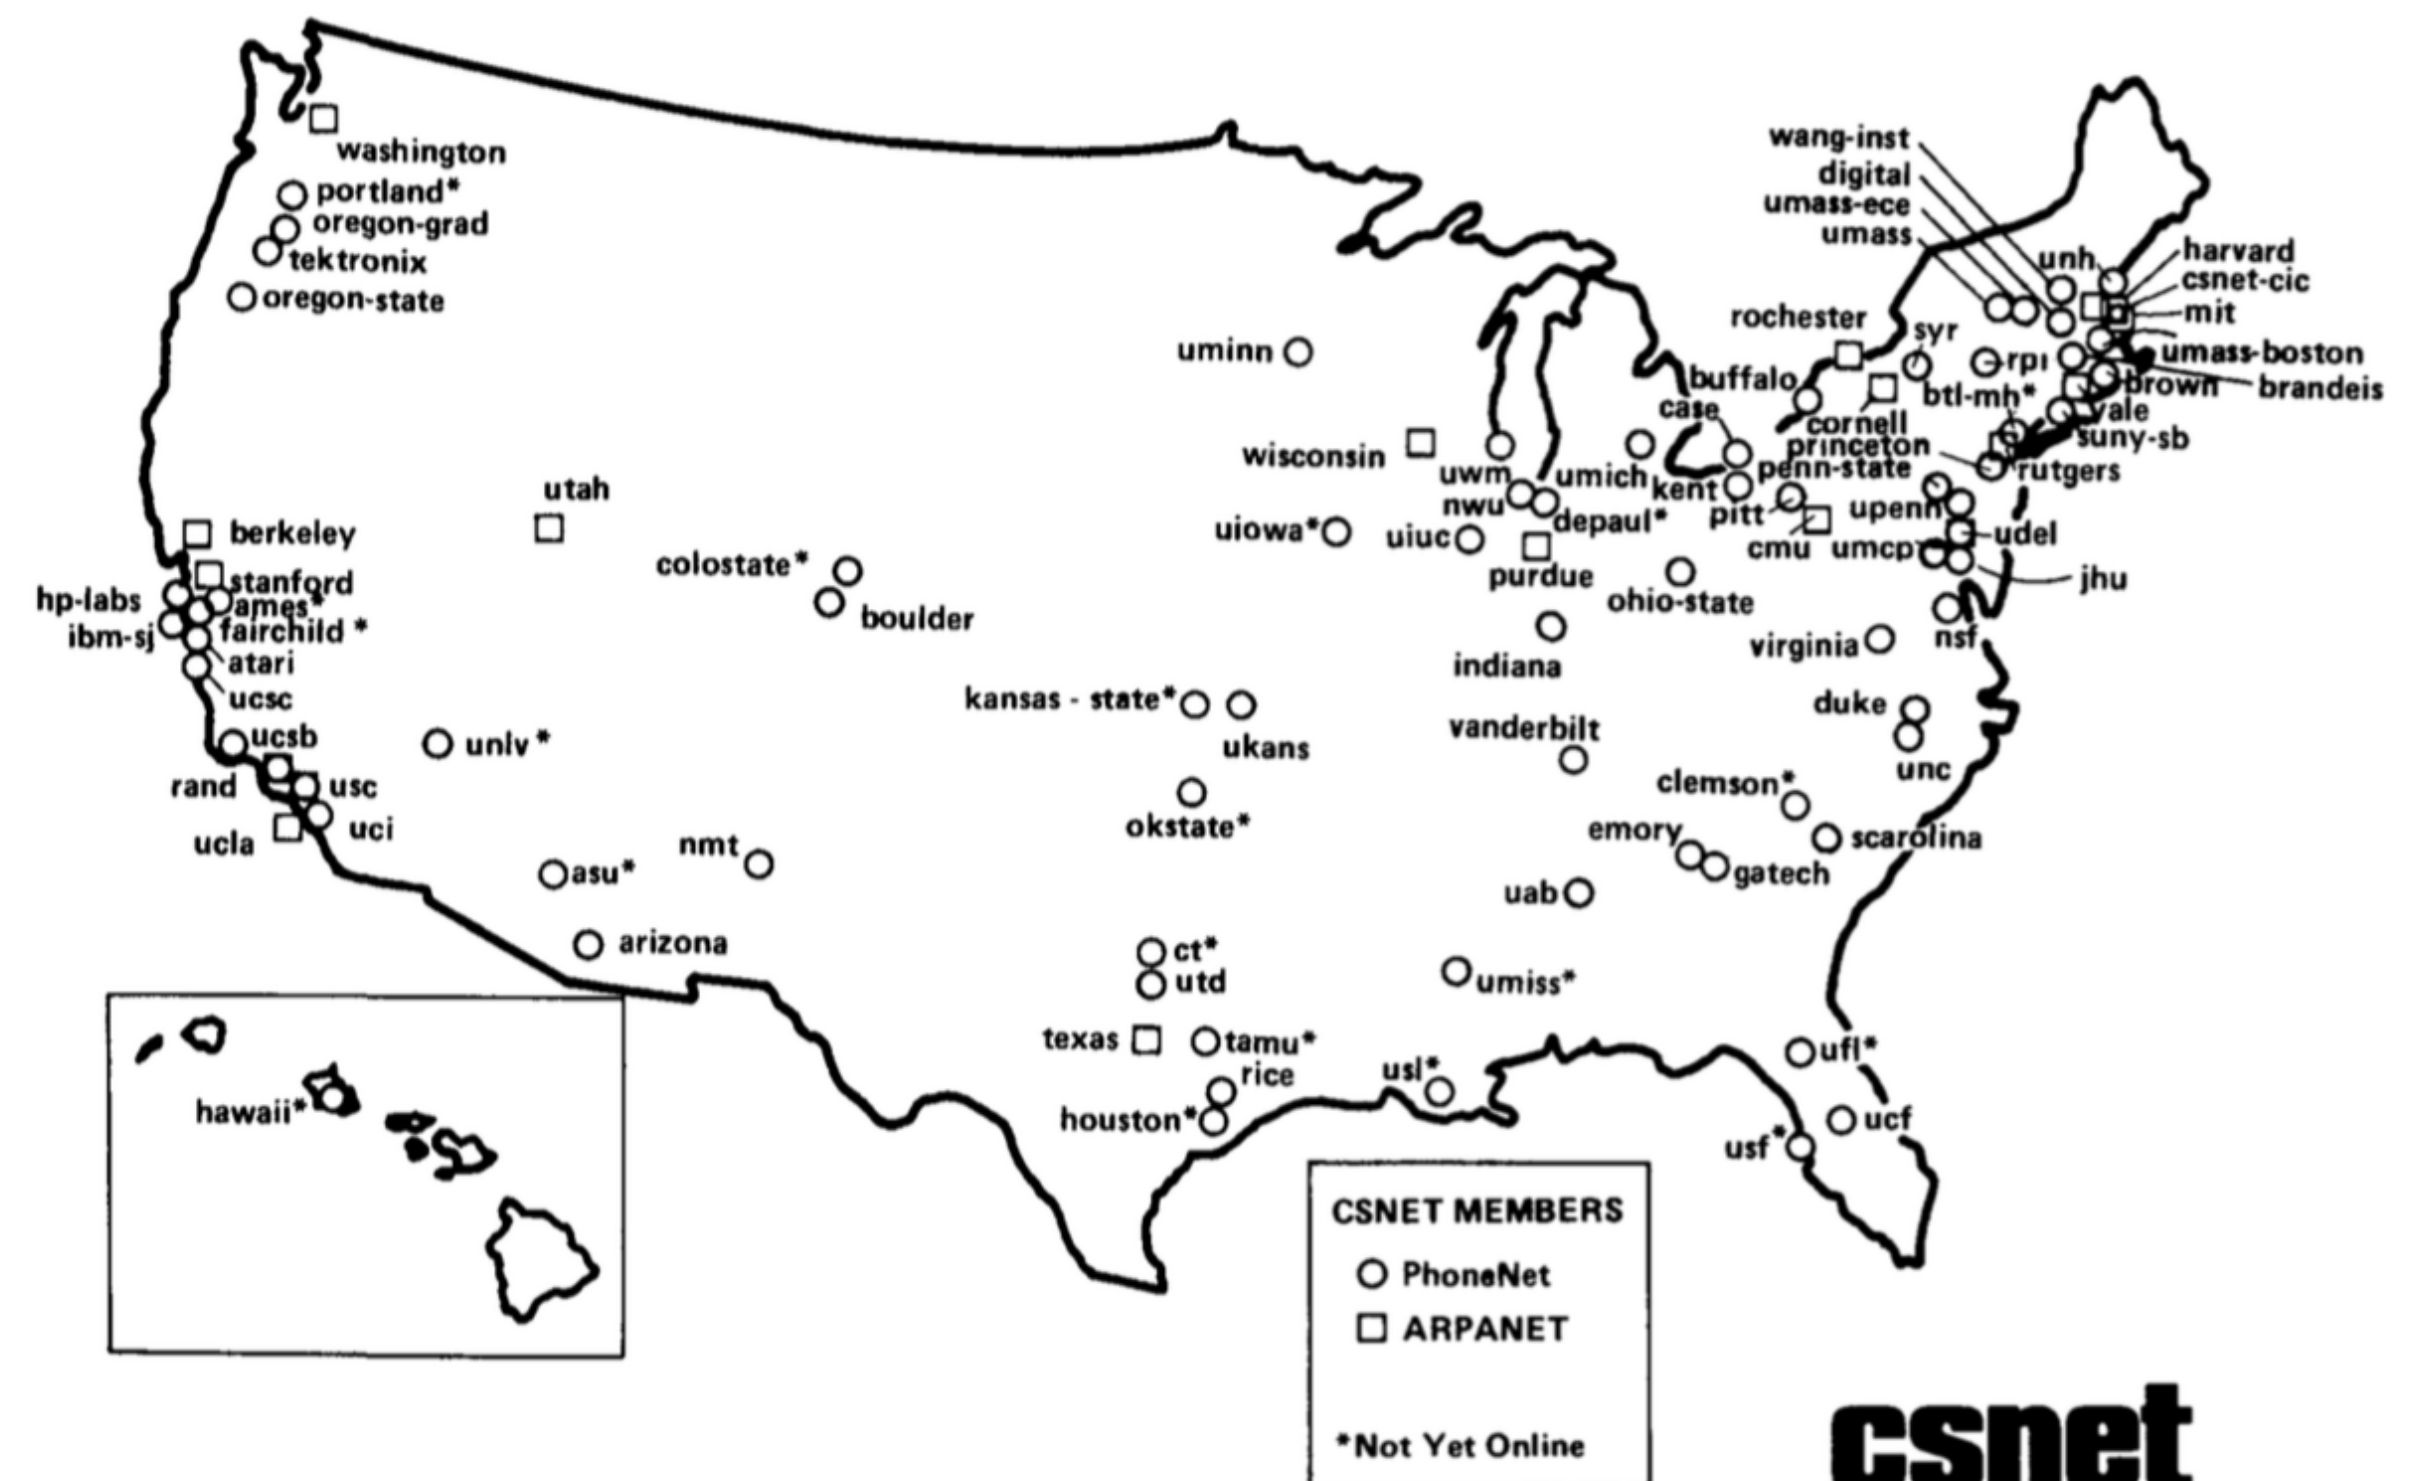 washington
portland*
oregon-grad
tektronix
oregon-state
wang-inst
digital
umass-ece
umass
unh
harvard
csnet-cic
mit
umass-boston
brandeis
brown
yale
suny-sb
rutgers
rochester
syr
rpi
btl-mh*
buffalo
case
cornell
princeton
penn-state
uminn
wisconsin
uwm
umich
kent
nwu
depaul*
pitt
upenn
cmu
umcp
udel
jhu
uiowa*
uiuc
purdue
ohio-state
indiana
virginia
nsf
utah
berkeley
stanford
hp-labs
ames*
ibm-sj
fairchild *
atari
ucsc
colostate*
boulder
kansas - state*
ukans
vanderbilt
duke
unc
ucsb
unlv *
rand
usc
uci
ucla
okstate*
clemson*
scarolina
emory
gatech
nmt
asu*
uab
arizona
ct*
utd
umiss*
texas
tamu*
rice
houston*
usl*
ufl*
ucf
usf*
hawaii*
CSNET MEMBERS
PhoneNet
ARPANET
*Not Yet Online
csnet